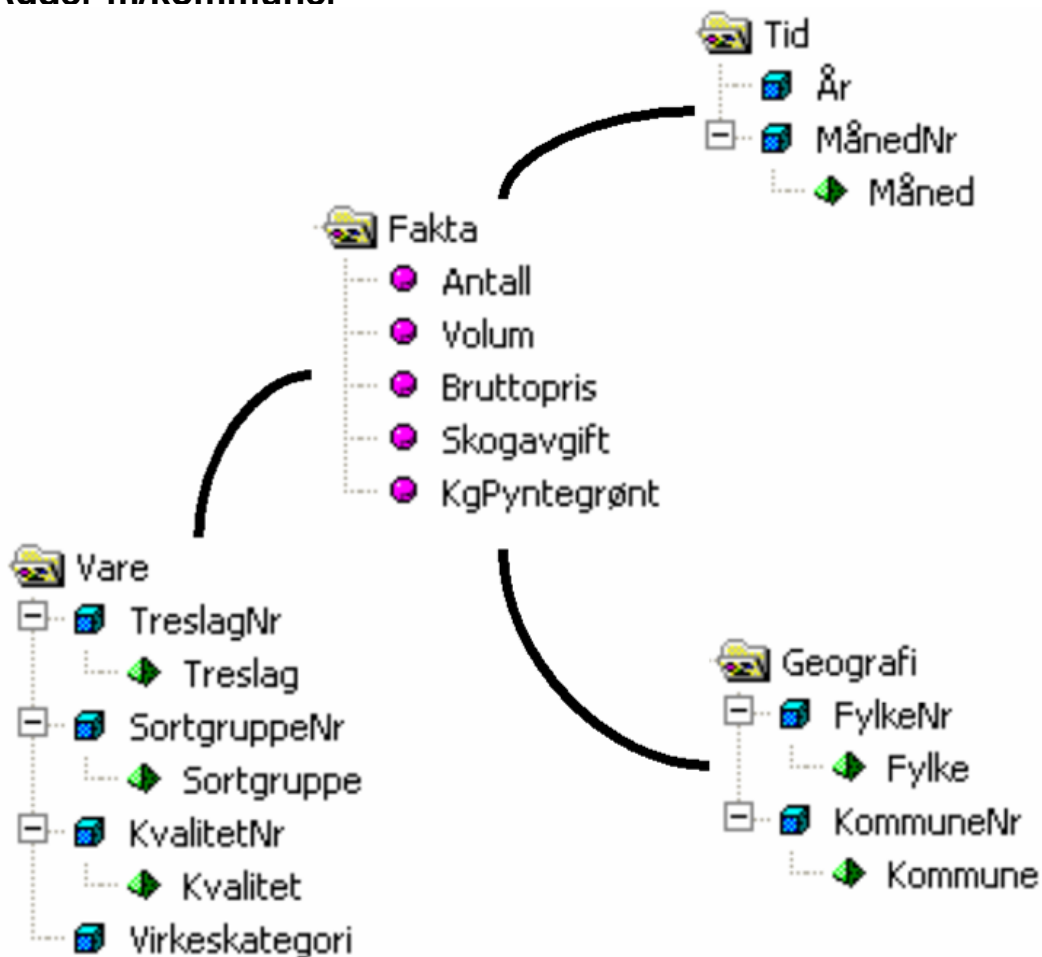 m/kommuner
Tid
År
MånedNr
Måned
Fakta
Antall
Volum
Bruttopris
Skogavgift
KgPyntegrønt
Vare
TreslagNr
Treslag
SortgruppeNr
Sortgruppe
KvalitetNr
Kvalitet
Virkeskategori
Geografi
FylkeNr
Fylke
KommuneNr
Kommune